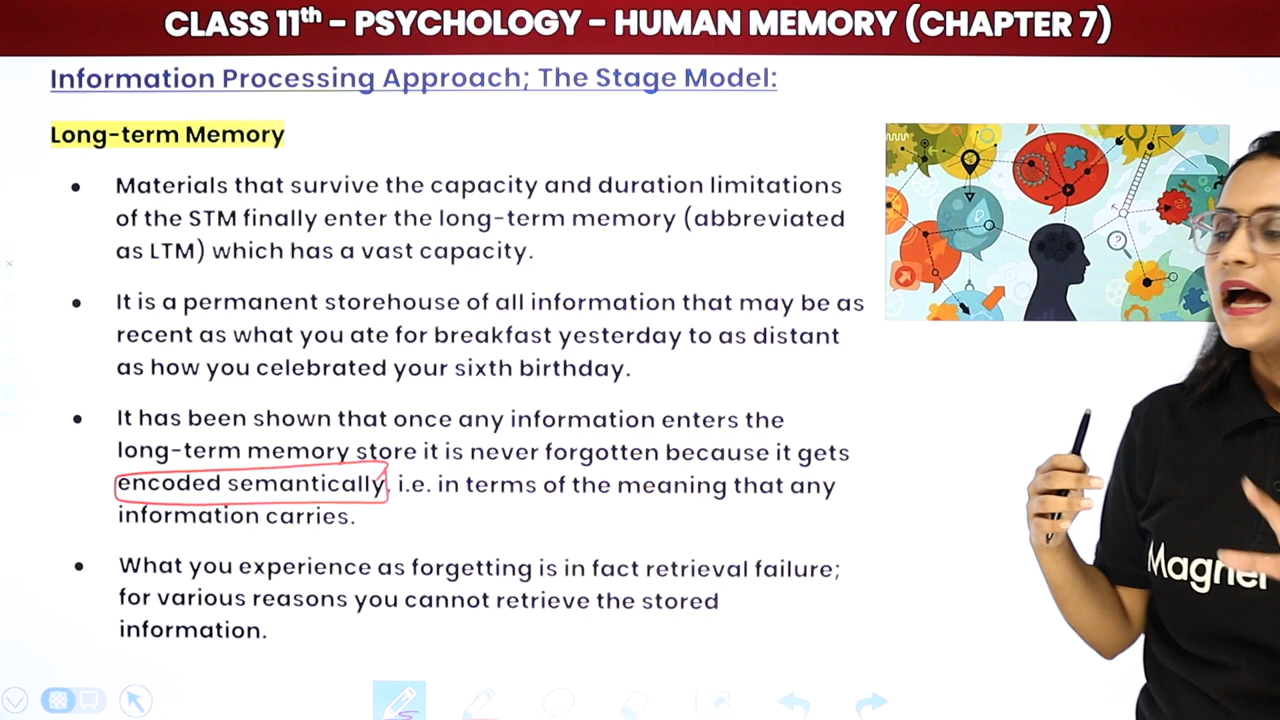 CLASS 11th - PSYCHOLOGY - HUMAN MEMORY (CHAPTER 7)
Information Processing Approach; The Stage Model:
Long-term Memory
• Materials that survive the capacity and duration limitations
of the STM finally enter the long-term memory (abbreviated
as LTM) which has a vast capacity.
• It is a permanent storehouse of all information that may be as
recent as what you ate for breakfast yesterday to as distant
as how you celebrated your sixth birthday.
• It has been shown that once any information enters the
long-term memory store it is never forgotten because it gets
encoded semantically, i.e. in terms of the meaning that any
information carries.
• What you experience as forgetting is in fact retrieval failure;
for various reasons you cannot retrieve the stored
information.